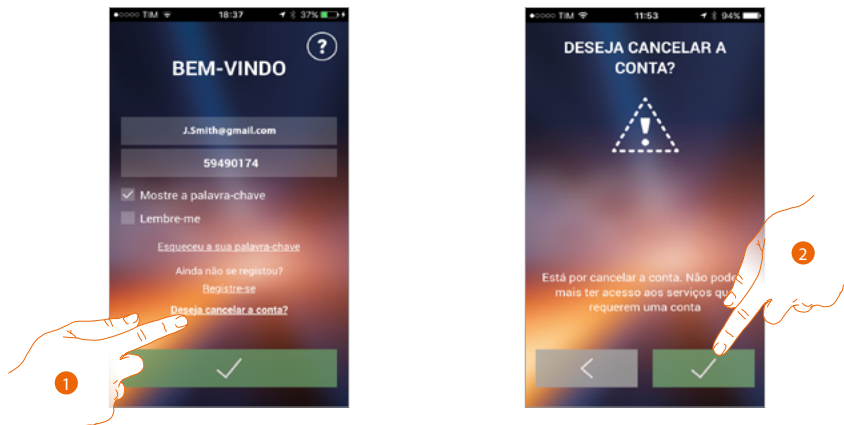 TIM 18:37 37%
?
BEM-VINDO
J.Smith@gmail.com
59490174
Mostre a palavra-chave
Lembre-me
Esqueceu a sua palavra-chave
Ainda não se registou?
Registre-se
Deseja cancelar a conta?
1
TIM 11:53 94%
DESEJA CANCELAR A
CONTA?
!
Está por cancelar a conta. Não
mais ter acesso aos serviços
requerem uma conta
2